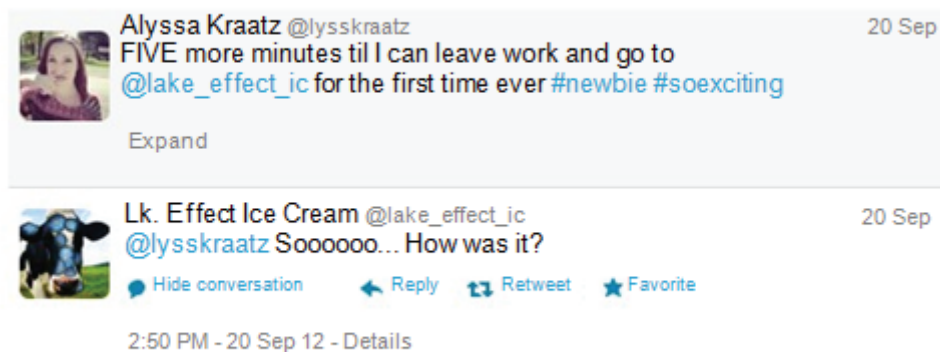 Alyssa Kraatz @lysskraatz 20 Sep
FIVE more minutes til I can leave work and go to
@lake_effect_ic for the first time ever #newbie #soexciting
Expand
Lk. Effect Ice Cream @lake_effect_ic 20 Sep
@lysskraatz Soooooo... How was it?
Hide conversation Reply Retweet Favorite
2:50 PM - 20 Sep 12 - Details